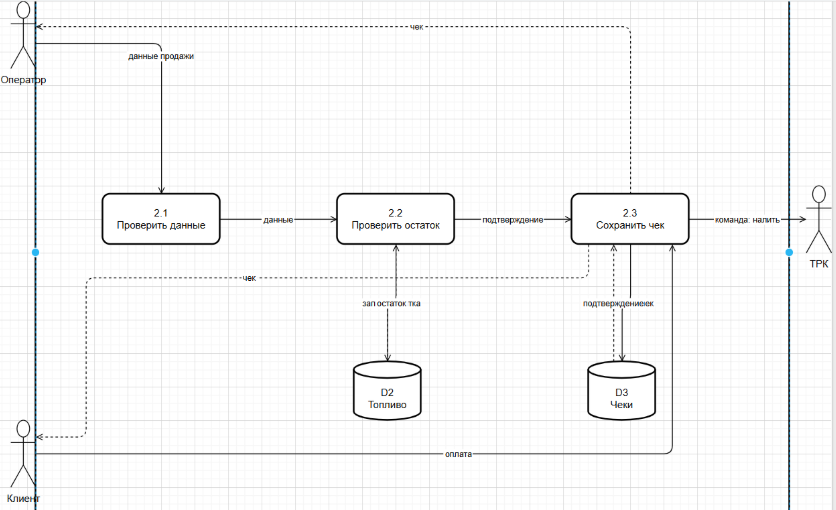 чек
данные продажи
Оператор
2.1
Проверить данные
данные
2.2
Проверить остаток
подтверждение
2.3
Сохранить чек
команда: налить
ТРК
чек
зап остаток тка
подтверждение
D2
Топливо
D3
Чеки
оплата
Клиент